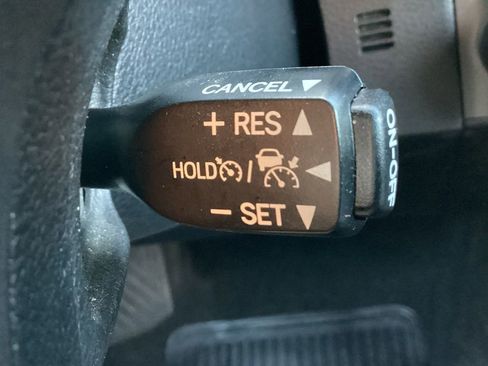 CANCEL ▼
+ RES ▲
HOLD / ◀
- SET ▼
ON-OFF